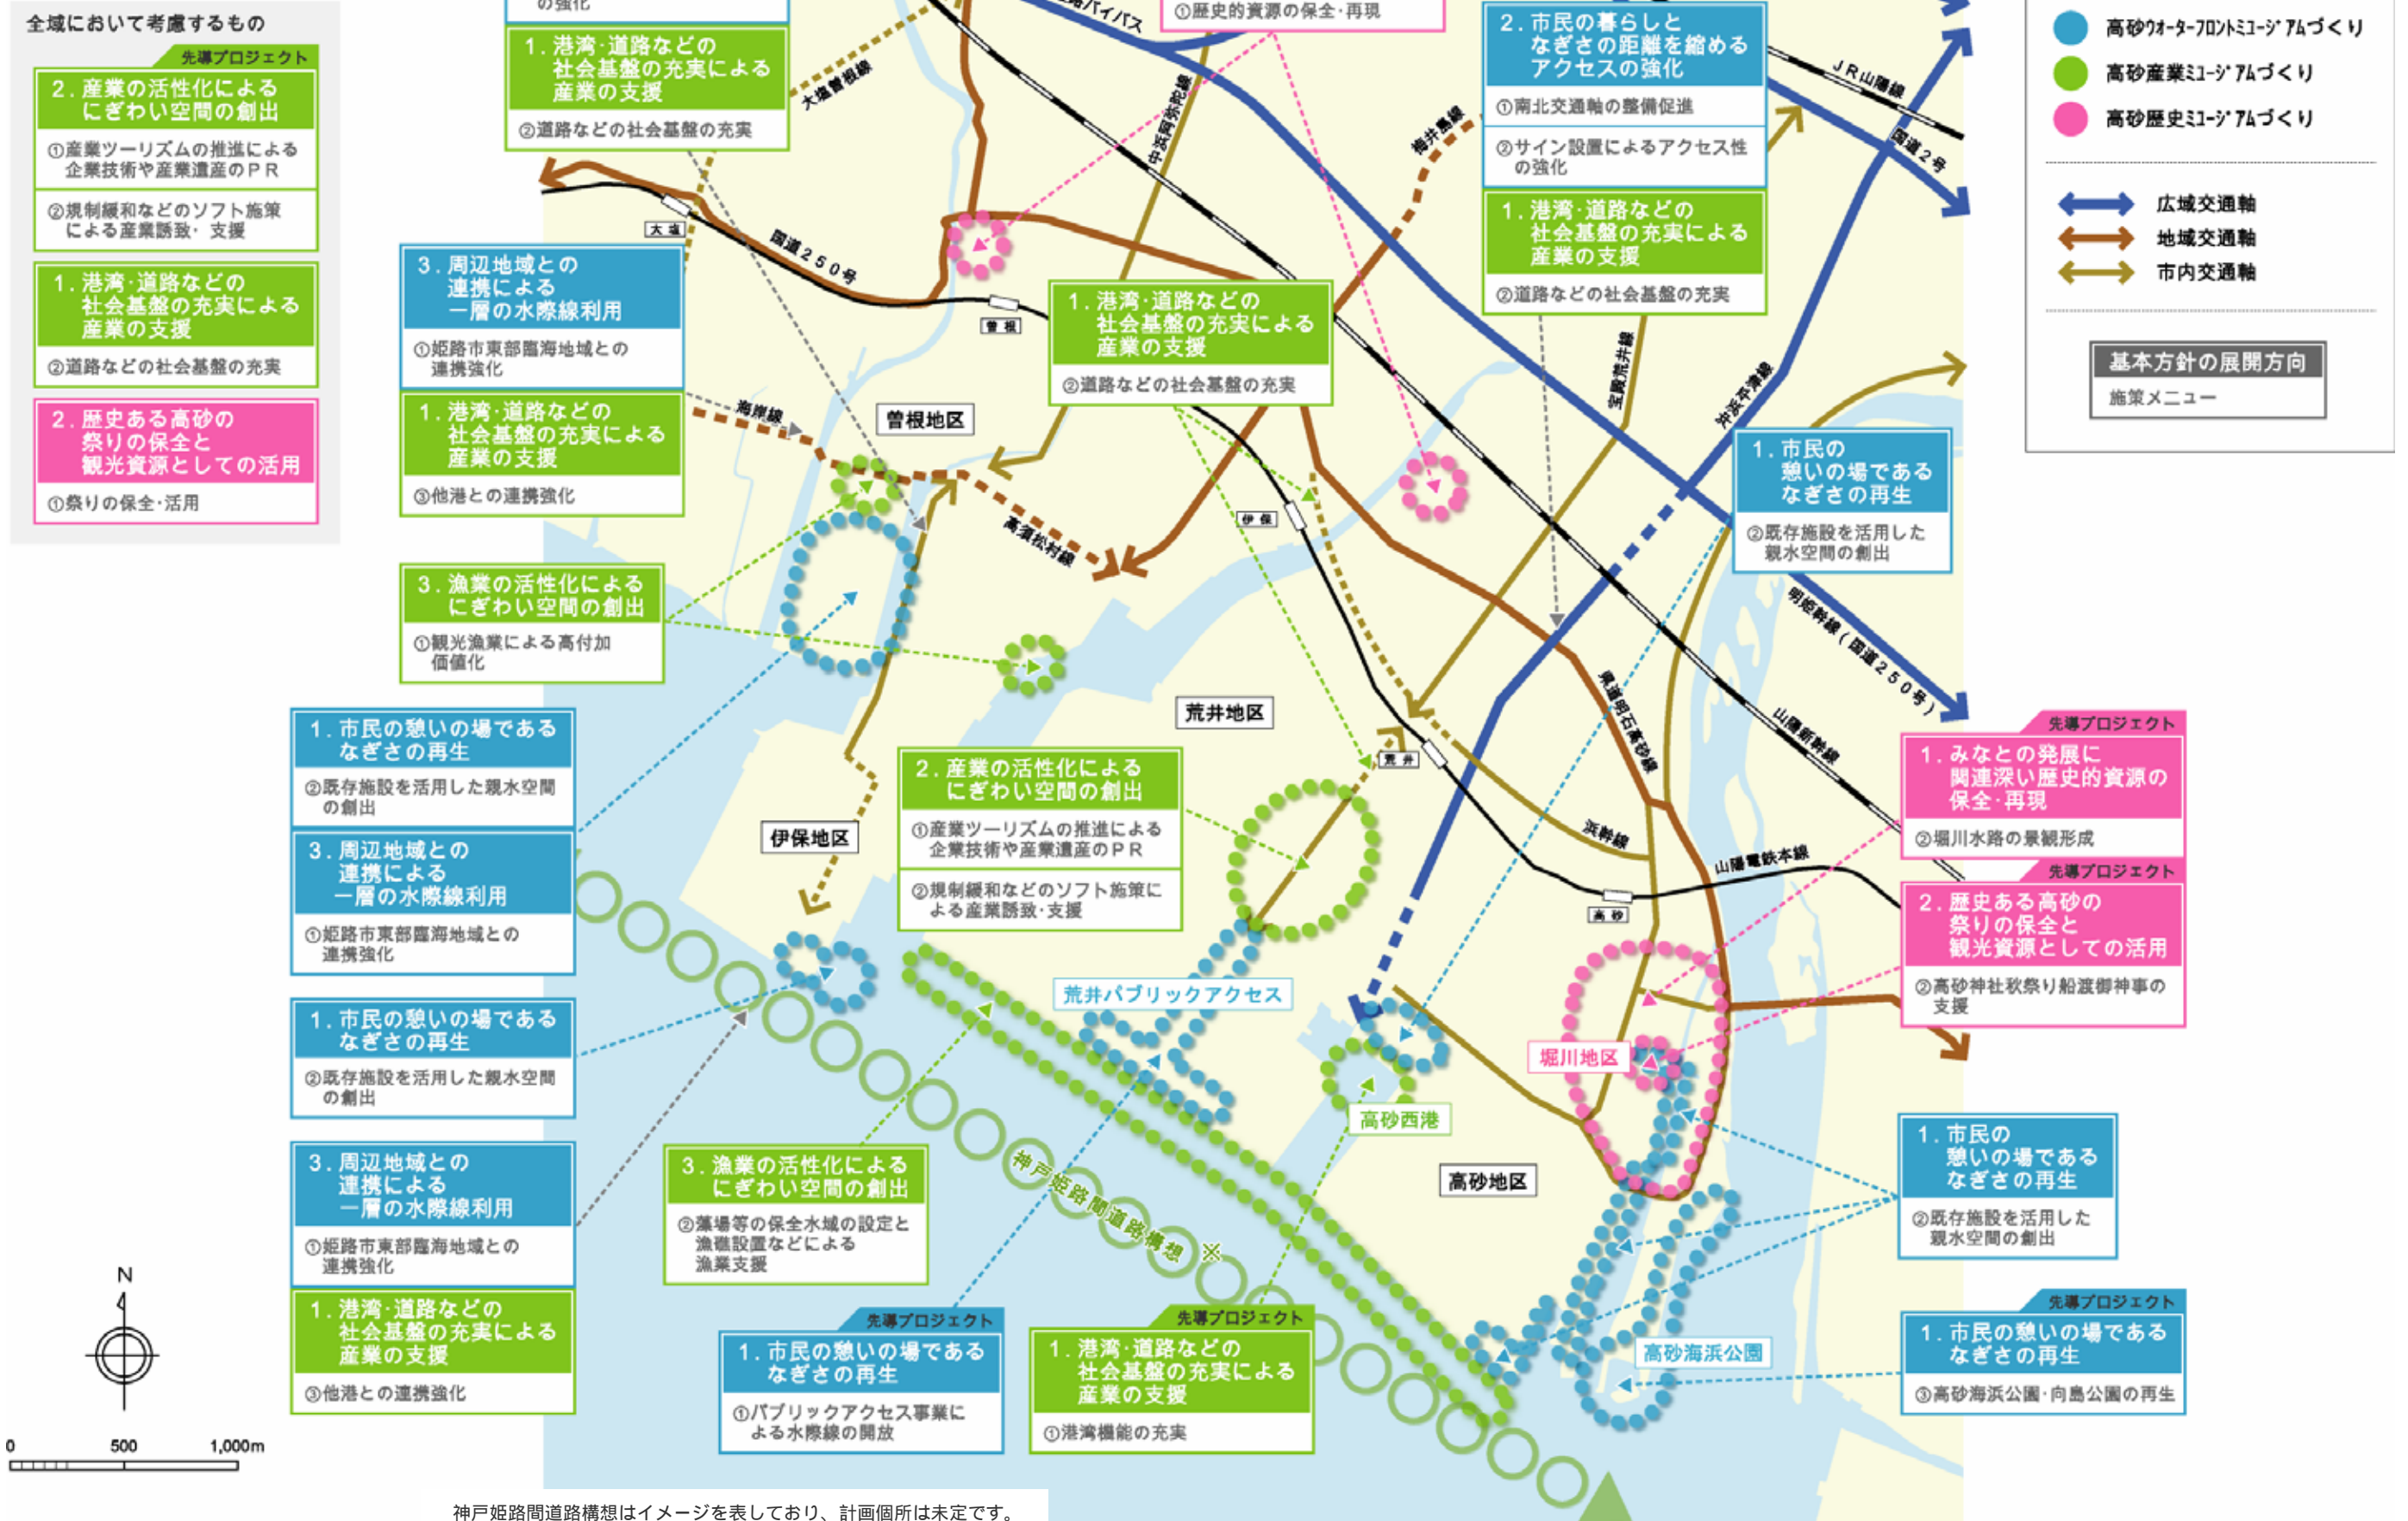 全域において考慮するもの
先導プロジェクト
2. 産業の活性化による
にぎわい空間の創出
①産業ツーリズムの推進による
企業技術や産業遺産のＰＲ
②規制緩和などのソフト施策
による産業誘致・支援
1. 港湾・道路などの
社会基盤の充実による
産業の支援
②道路などの社会基盤の充実
2. 歴史ある高砂の
祭りの保全と
観光資源としての活用
①祭りの保全・活用
の強化
1. 港湾・道路などの
社会基盤の充実による
産業の支援
②道路などの社会基盤の充実
大塩曽根線
路バイパス
①歴史的資源の保全・再現
中浜阿弥陀線
梅井島線
2. 市民の暮らしと
なぎさの距離を縮める
アクセスの強化
①南北交通軸の整備促進
②サイン設置によるアクセス性
の強化
1. 港湾・道路などの
社会基盤の充実による
産業の支援
②道路などの社会基盤の充実
ＪＲ山陽線
国道２号
高砂ｳｫｰﾀｰﾌﾛﾝﾄﾐｭｰｼﾞｱﾑづくり
高砂産業ﾐｭｰｼﾞｱﾑづくり
高砂歴史ﾐｭｰｼﾞｱﾑづくり
広域交通軸
地域交通軸
市内交通軸
基本方針の展開方向
施策メニュー
大塩
国道２５０号
曽根
3. 周辺地域との
連携による
一層の水際線利用
①姫路市東部臨海地域との
連携強化
1. 港湾・道路などの
社会基盤の充実による
産業の支援
③他港との連携強化
海岸線
曽根地区
1. 港湾・道路などの
社会基盤の充実による
産業の支援
②道路などの社会基盤の充実
宝殿荒井線
沖浜平津線
1. 市民の
憩いの場である
なぎさの再生
②既存施設を活用した
親水空間の創出
高須松村線
伊保
3. 漁業の活性化による
にぎわい空間の創出
①観光漁業による高付加
価値化
明姫幹線（国道２５０号）
県道明石高砂線
山陽新幹線
荒井地区
荒井
1. 市民の憩いの場である
なぎさの再生
②既存施設を活用した親水空間
の創出
3. 周辺地域との
連携による
一層の水際線利用
①姫路市東部臨海地域との
連携強化
伊保地区
2. 産業の活性化による
にぎわい空間の創出
①産業ツーリズムの推進による
企業技術や産業遺産のＰＲ
②規制緩和などのソフト施策に
よる産業誘致・支援
浜幹線
山陽電鉄本線
高砂
先導プロジェクト
1. みなとの発展に
関連深い歴史的資源の
保全・再現
②堀川水路の景観形成
先導プロジェクト
2. 歴史ある高砂の
祭りの保全と
観光資源としての活用
②高砂神社秋祭り船渡御神事の
支援
荒井パブリックアクセス
堀川地区
高砂西港
高砂地区
1. 市民の憩いの場である
なぎさの再生
②既存施設を活用した親水空間
の創出
3. 周辺地域との
連携による
一層の水際線利用
①姫路市東部臨海地域との
連携強化
1. 港湾・道路などの
社会基盤の充実による
産業の支援
③他港との連携強化
3. 漁業の活性化による
にぎわい空間の創出
②藻場等の保全水域の設定と
漁礁設置などによる
漁業支援
神戸姫路間道路構想 ※
先導プロジェクト
1. 市民の憩いの場である
なぎさの再生
①パブリックアクセス事業に
よる水際線の開放
先導プロジェクト
1. 港湾・道路などの
社会基盤の充実による
産業の支援
①港湾機能の充実
1. 市民の
憩いの場である
なぎさの再生
②既存施設を活用した
親水空間の創出
高砂海浜公園
先導プロジェクト
1. 市民の憩いの場である
なぎさの再生
③高砂海浜公園・向島公園の再生
N
0 500 1,000m
神戸姫路間道路構想はイメージを表しており、計画個所は未定です。